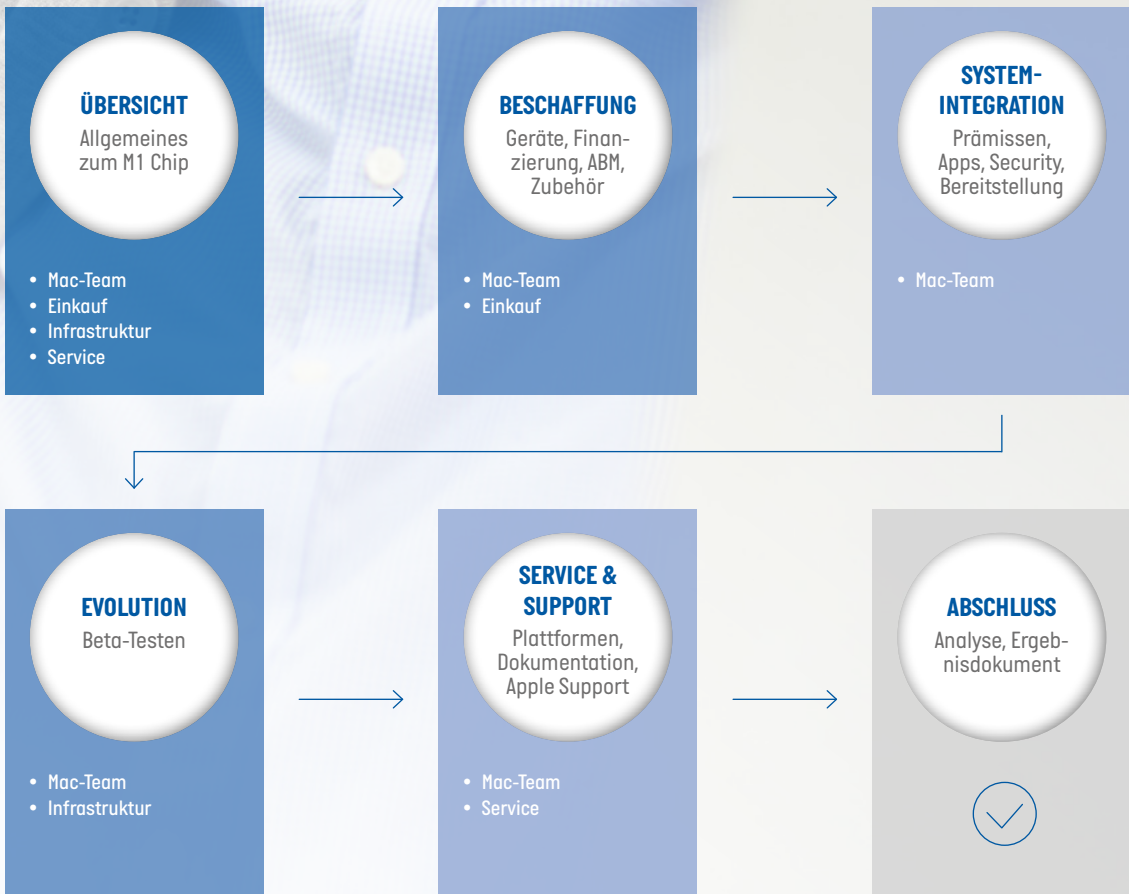 ÜBERSICHT
Allgemeines
zum M1 Chip
• Mac-Team
• Einkauf
• Infrastruktur
• Service
BESCHAFFUNG
Geräte, Finan-
zierung, ABM,
Zubehör
• Mac-Team
• Einkauf
SYSTEM-
INTEGRATION
Prämissen,
Apps, Security,
Bereitstellung
• Mac-Team
EVOLUTION
Beta-Testen
• Mac-Team
• Infrastruktur
SERVICE &
SUPPORT
Plattformen,
Dokumentation,
Apple Support
• Mac-Team
• Service
ABSCHLUSS
Analyse, Ergeb-
nisdokument